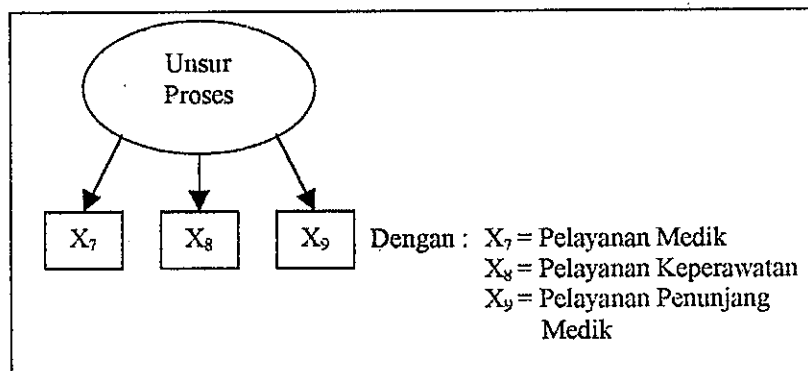 Unsur
Proses
X₇ X₈ X₉ Dengan : X₇ = Pelayanan Medik
X₈ = Pelayanan Keperawatan
X₉ = Pelayanan Penunjang
Medik